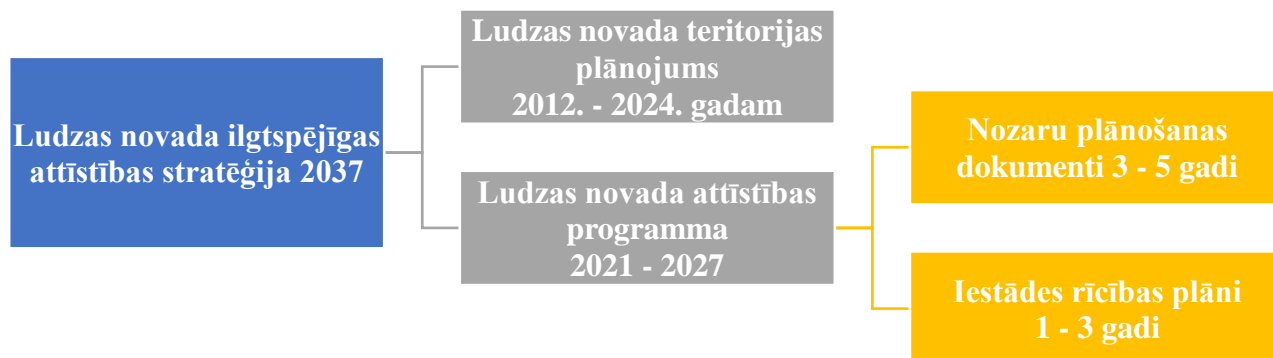 Ludzas novada ilgtspējīgas
attīstības stratēģija 2037
Ludzas novada teritorijas
plānojums
2012. - 2024. gadam
Ludzas novada attīstības
programma
2021 - 2027
Nozaru plānošanas
dokumenti 3 - 5 gadi
Iestādes rīcības plāni
1 - 3 gadi